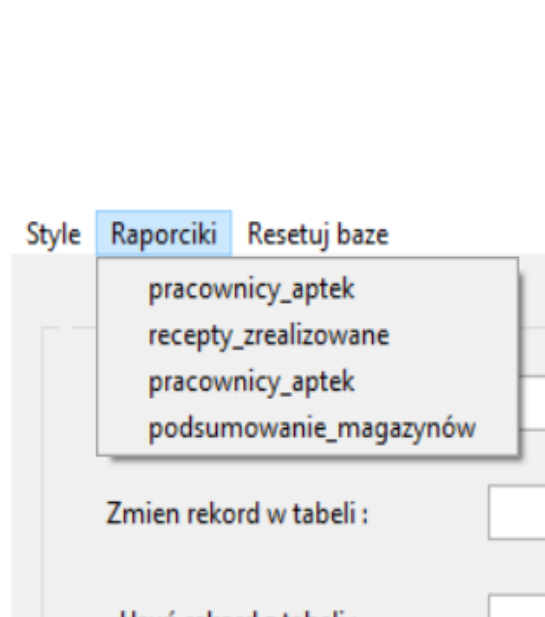 Style Raporciki Resetuj baze
pracownicy_aptek
recepty_zrealizowane
pracownicy_aptek
podsumowanie_magazynów
Zmien rekord w tabeli :